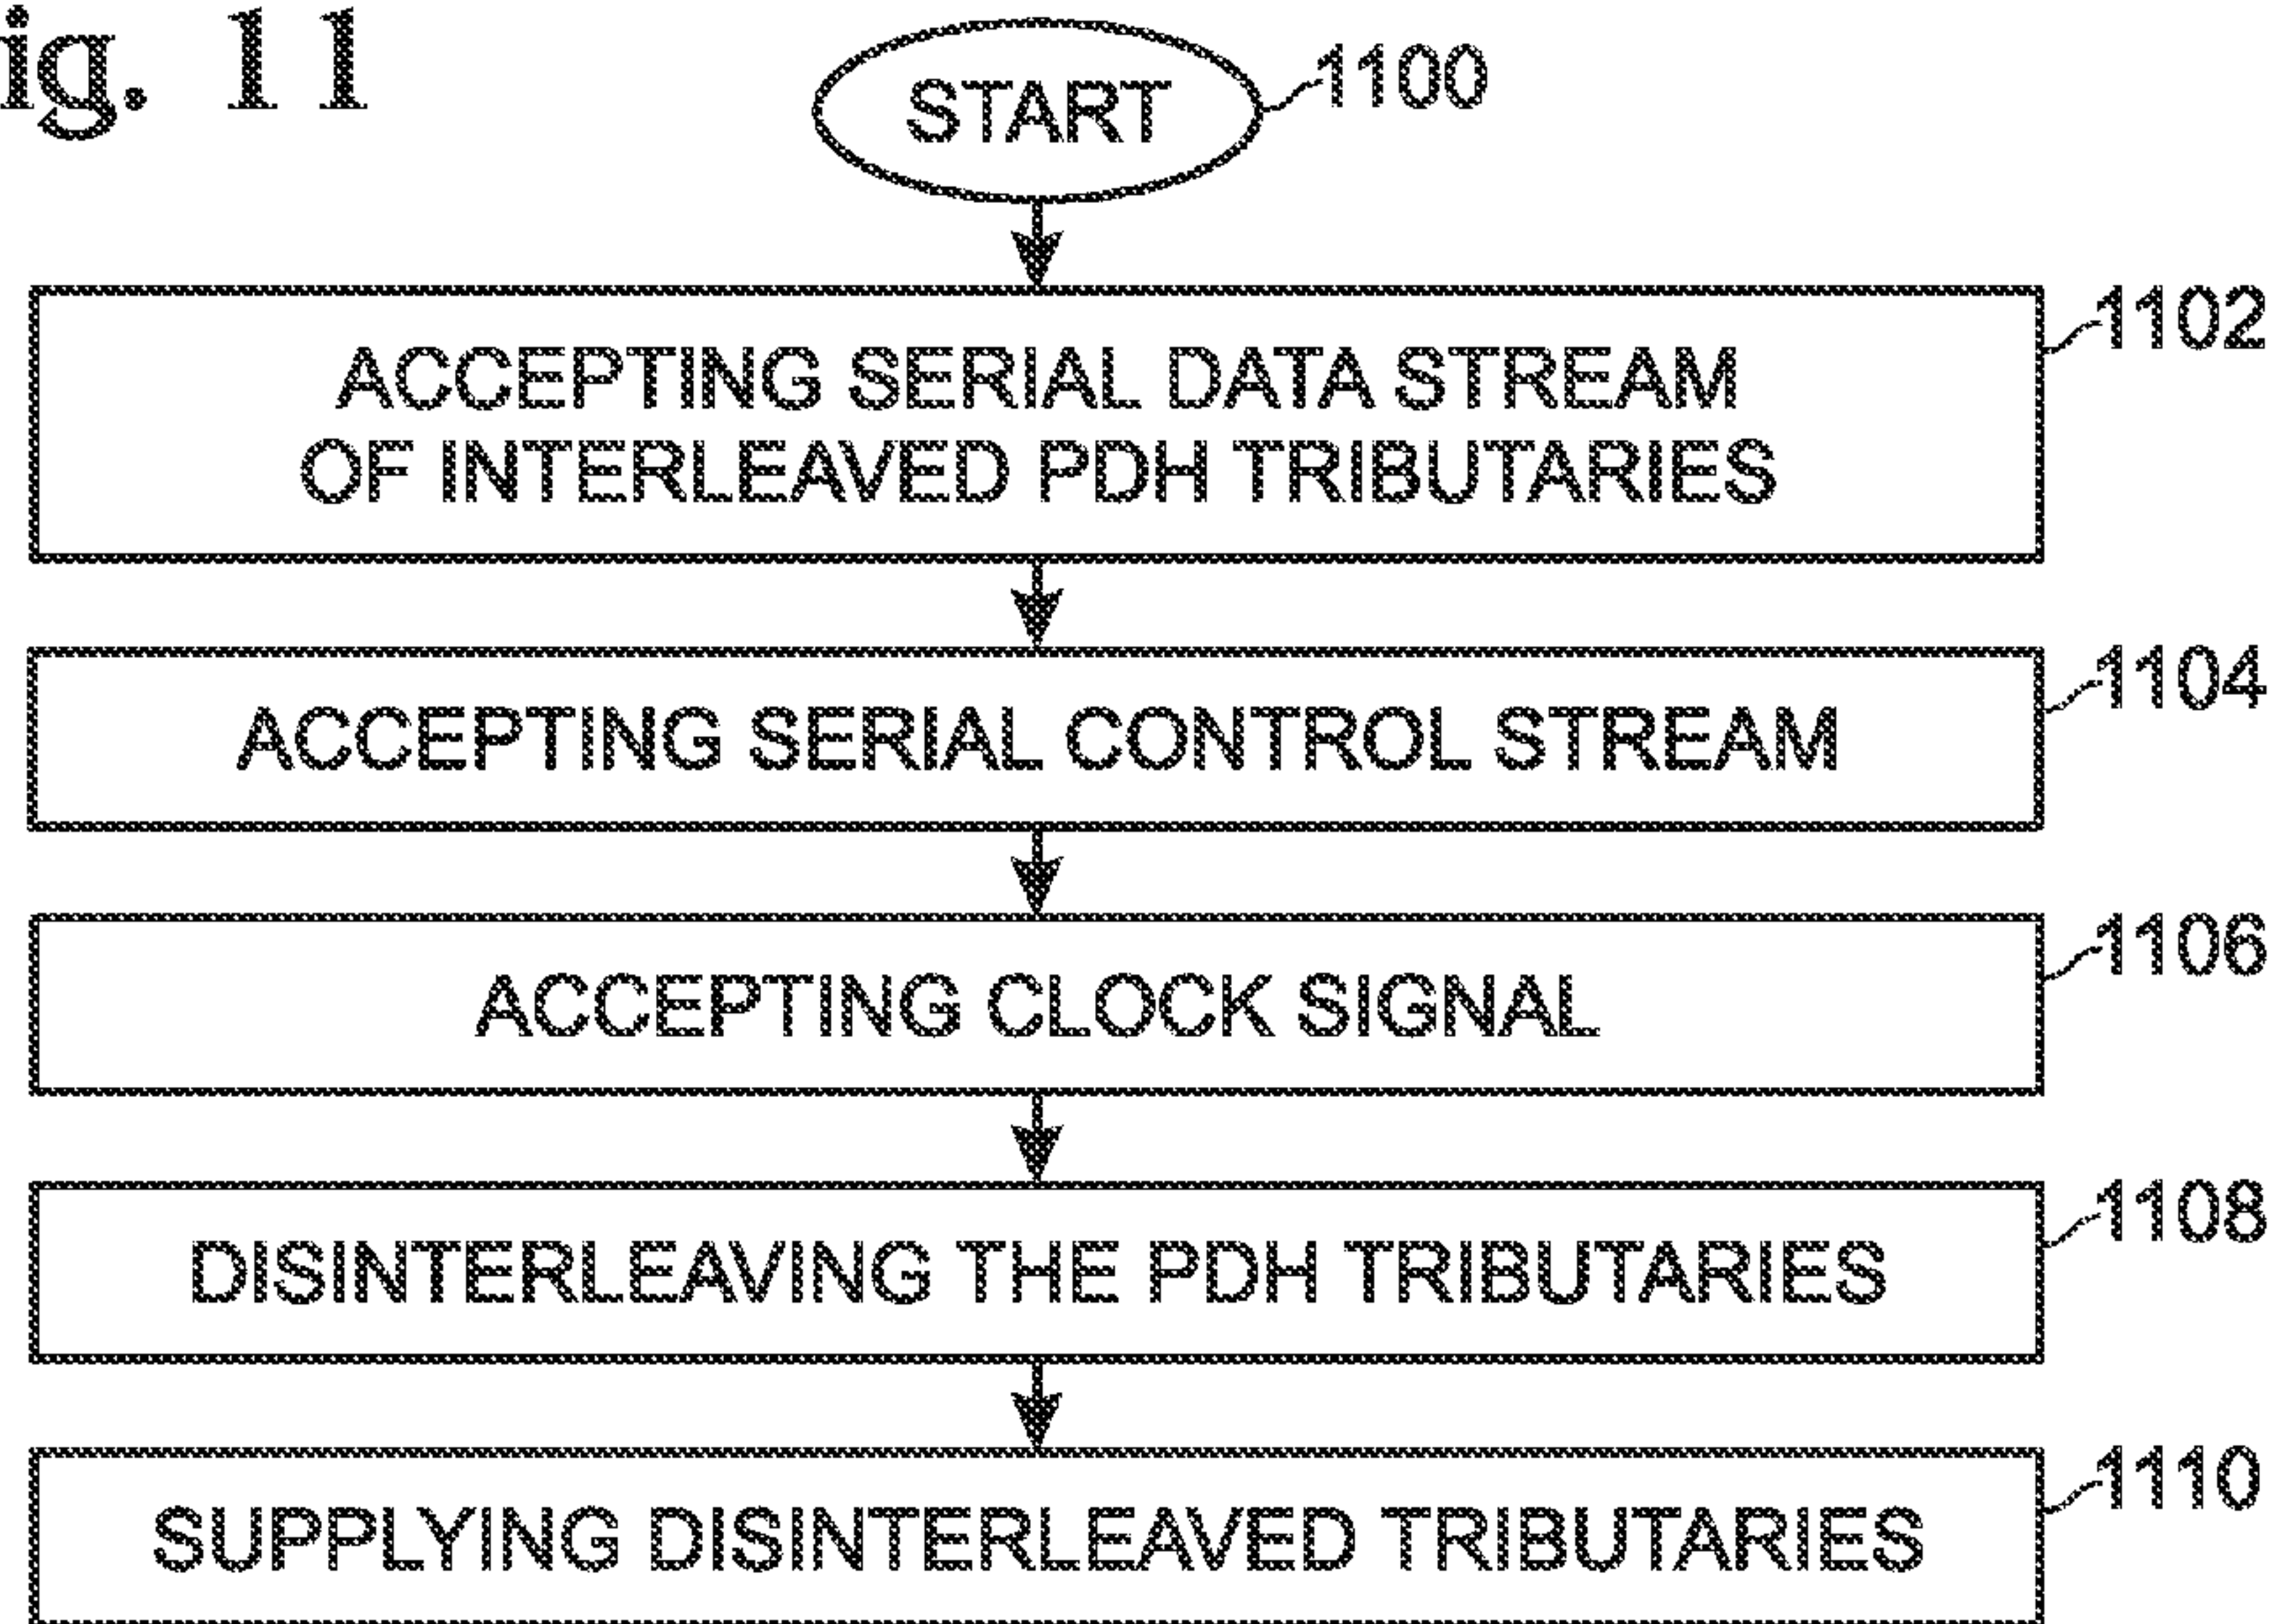 ig. 11
START
1100
1102
ACCEPTING SERIAL DATA STREAM
OF INTERLEAVED PDH TRIBUTARIES
1104
ACCEPTING SERIAL CONTROL STREAM
1106
ACCEPTING CLOCK SIGNAL
1108
DISINTERLEAVING THE PDH TRIBUTARIES
1110
SUPPLYING DISINTERLEAVED TRIBUTARIES